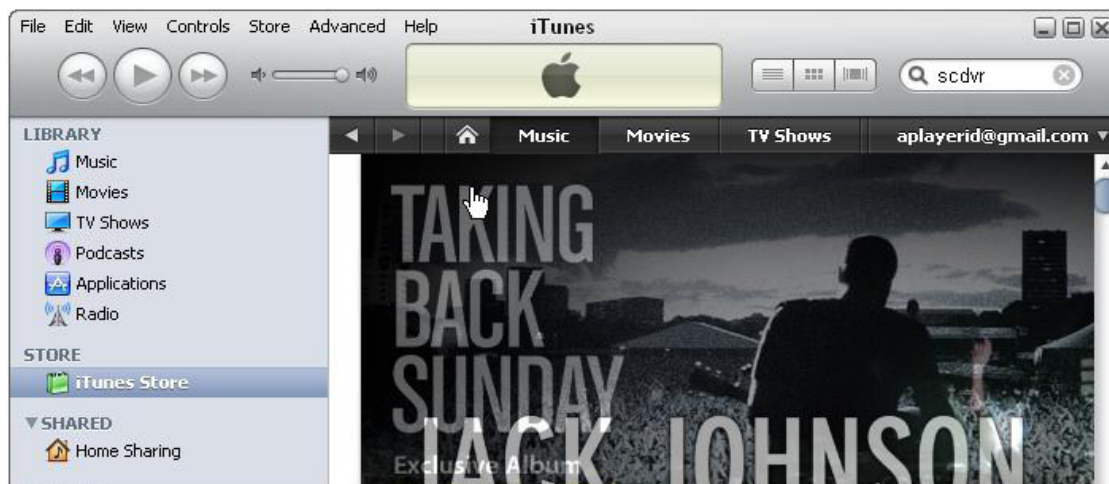 File Edit View Controls Store Advanced Help iTunes
scdvr
LIBRARY
Music
Movies
TV Shows
Podcasts
Applications
Radio
STORE
iTunes Store
SHARED
Home Sharing
Music Movies TV Shows aplayerid@gmail.com
TAKING
BACK
SUNDAY
JACK JOHNSON
Exclusive Album